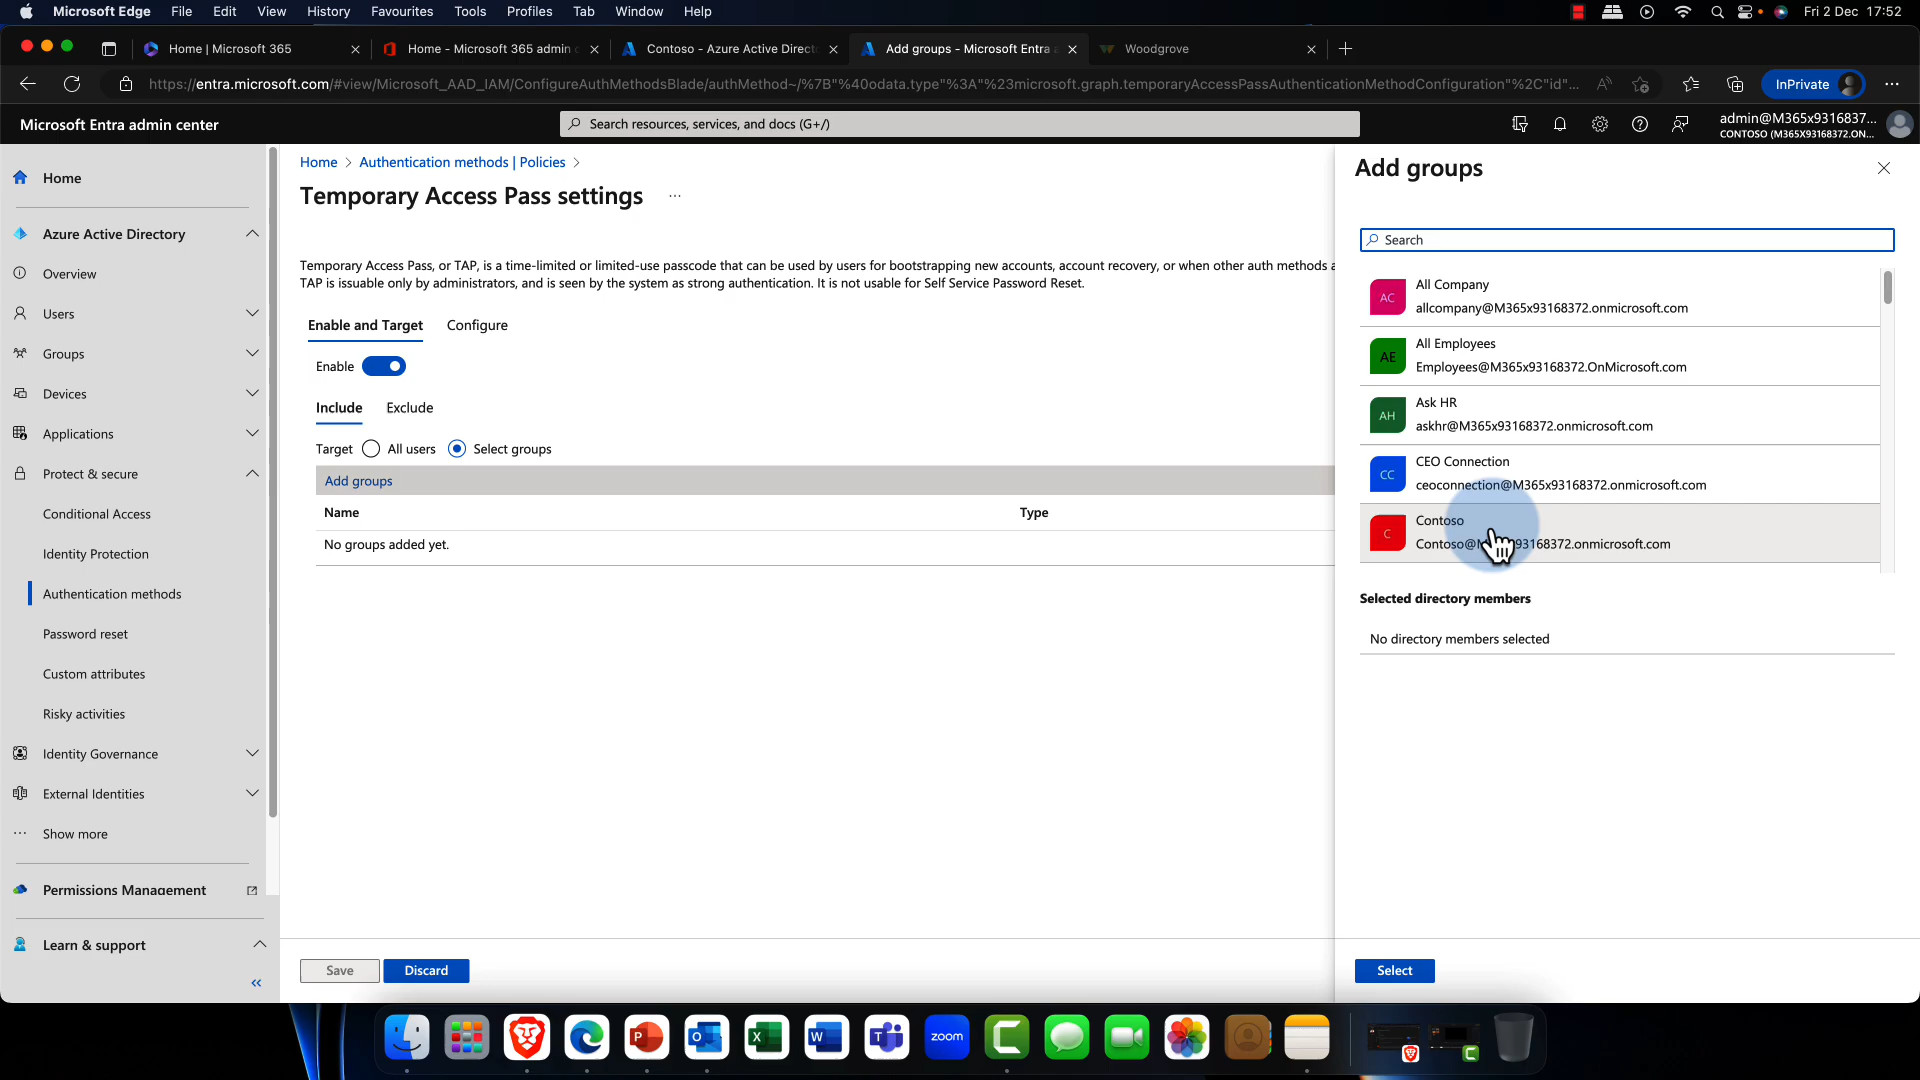 Microsoft Edge File Edit View History Favourites Tools Profiles Tab Window Help Fri 2 Dec 17:52
Home | Microsoft 365
Home - Microsoft 365 admin c
Contoso - Azure Active Direct
Add groups - Microsoft Entra a
Woodgrove
https://entra.microsoft.com/#view/Microsoft_AAD_IAM/ConfigureAuthMethodsBlade/authMethod~/%7B"%40odata.type"%3A"%23microsoft.graph.temporaryAccessPassAuthenticationMethodConfiguration"%2C"id"...
InPrivate
Microsoft Entra admin center
Search resources, services, and docs (G+/)
admin@M365X9316837...
CONTOSO (M365X93168372.ON...
Home
Azure Active Directory
Overview
Users
Groups
Devices
Applications
Protect & secure
Conditional Access
Identity Protection
Authentication methods
Password reset
Custom attributes
Risky activities
Identity Governance
External Identities
Show more
Permissions Management
Learn & support
Home > Authentication methods | Policies >
Temporary Access Pass settings ...
Temporary Access Pass, or TAP, is a time-limited or limited-use passcode that can be used by users for bootstrapping new accounts, account recovery, or when other auth methods a
TAP is issuable only by administrators, and is seen by the system as strong authentication. It is not usable for Self Service Password Reset.
Enable and Target Configure
Enable
Include Exclude
Target All users Select groups
Add groups
Name Type
No groups added yet.
Save Discard
Add groups
Search
AC All Company
allcompany@M365x93168372.onmicrosoft.com
AE All Employees
Employees@M365x93168372.OnMicrosoft.com
AH Ask HR
askhr@M365x93168372.onmicrosoft.com
CC CEO Connection
ceoconnection@M365x93168372.onmicrosoft.com
C Contoso
Contoso@M 93168372.onmicrosoft.com
Selected directory members
No directory members selected
Select
zoom